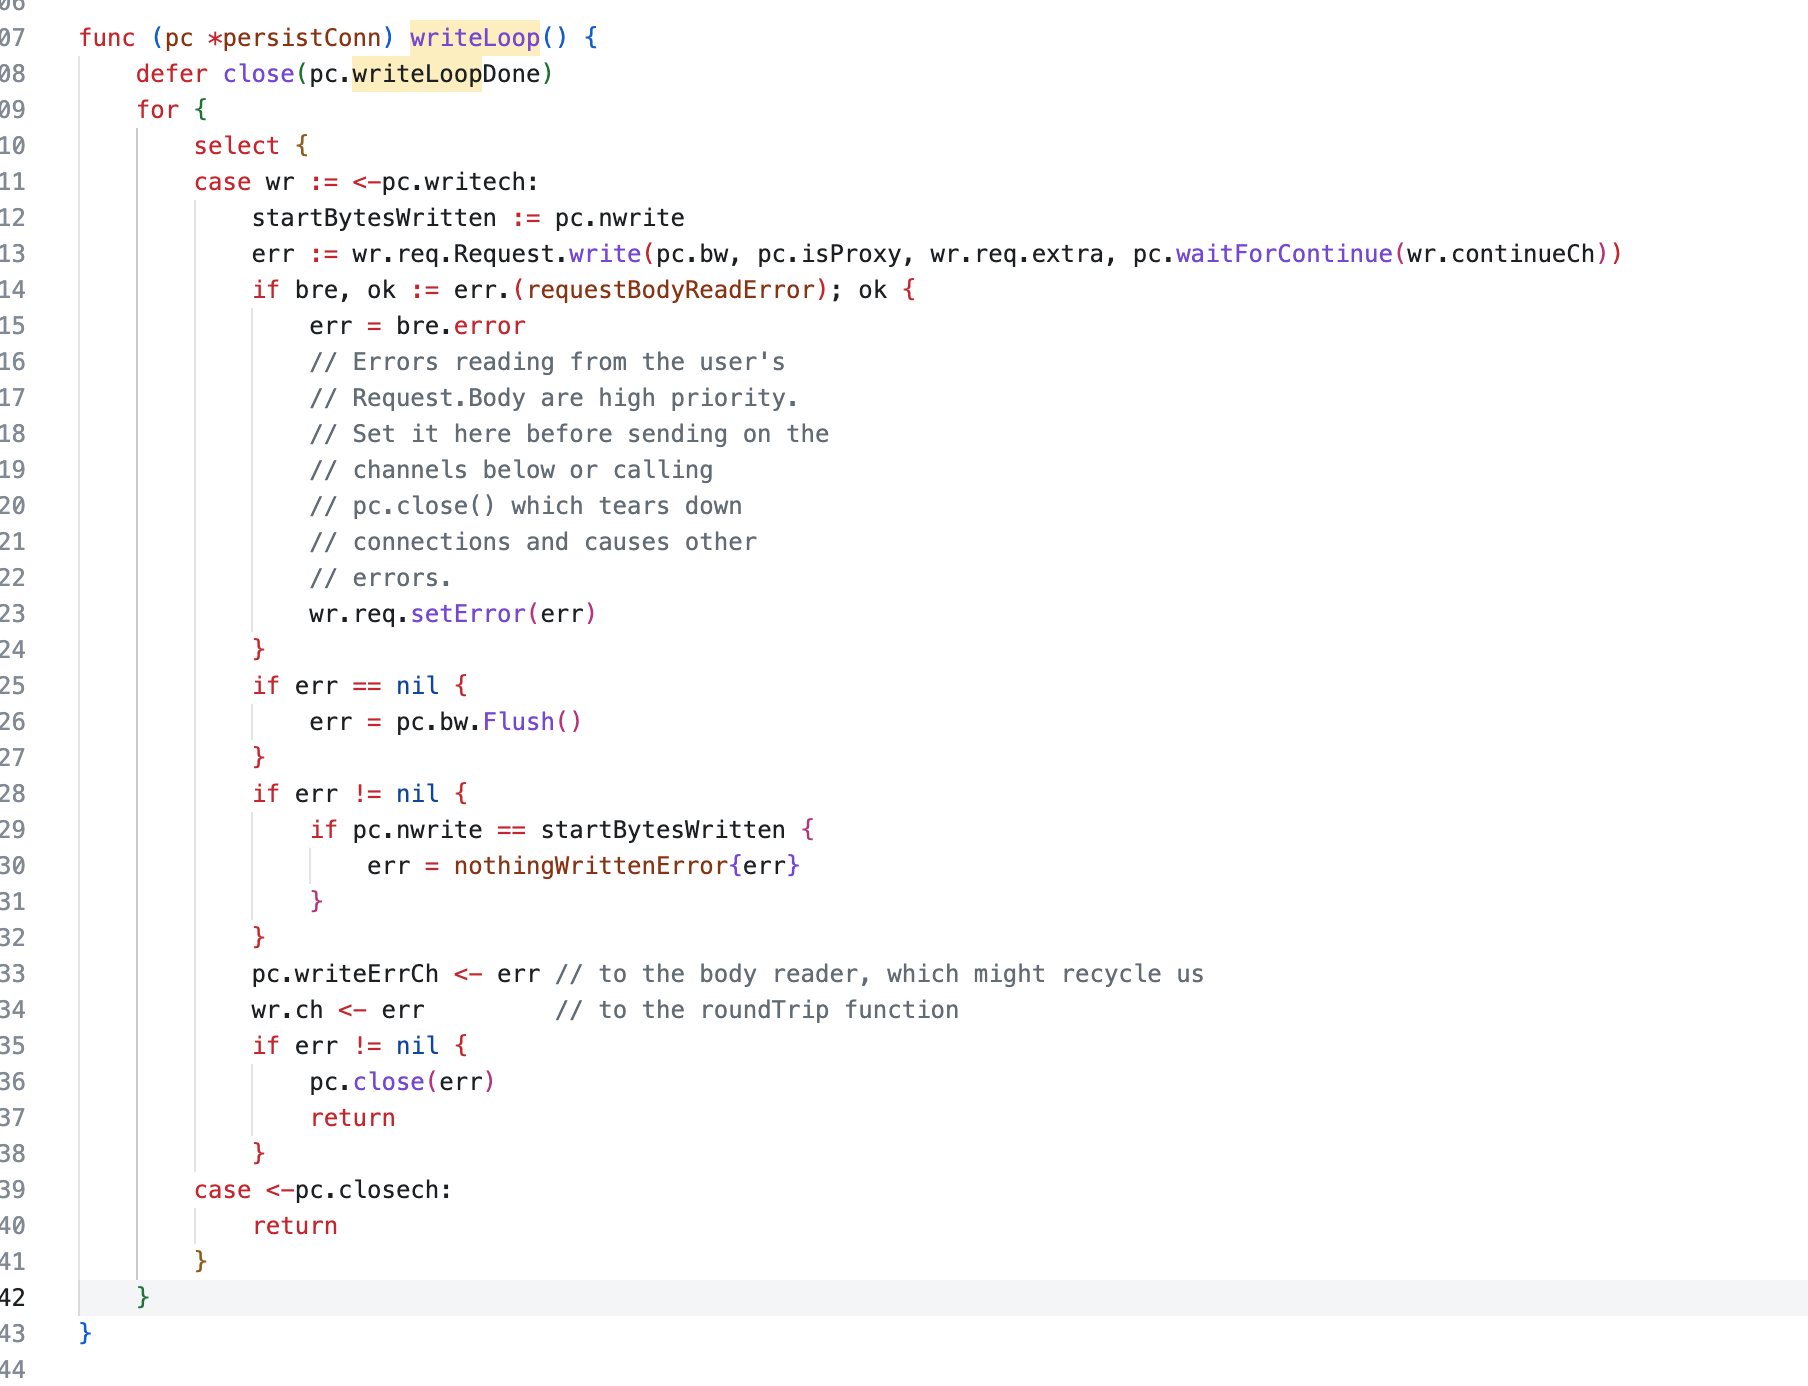 06
07 func (pc *persistConn) writeLoop() {
08 defer close(pc.writeLoopDone)
09 for {
10 select {
11 case wr := <-pc.writech:
12 startBytesWritten := pc.nwrite
13 err := wr.req.Request.write(pc.bw, pc.isProxy, wr.req.extra, pc.waitForContinue(wr.continueCh))
14 if bre, ok := err.(requestBodyReadError); ok {
15 err = bre.error
16 // Errors reading from the user's
17 // Request.Body are high priority.
18 // Set it here before sending on the
19 // channels below or calling
20 // pc.close() which tears down
21 // connections and causes other
22 // errors.
23 wr.req.setError(err)
24 }
25 if err == nil {
26 err = pc.bw.Flush()
27 }
28 if err != nil {
29 if pc.nwrite == startBytesWritten {
30 err = nothingWrittenError{err}
31 }
32 }
33 pc.writeErrCh <- err // to the body reader, which might recycle us
34 wr.ch <- err // to the roundTrip function
35 if err != nil {
36 pc.close(err)
37 return
38 }
39 case <-pc.closech:
40 return
41 }
42 }
43 }
44